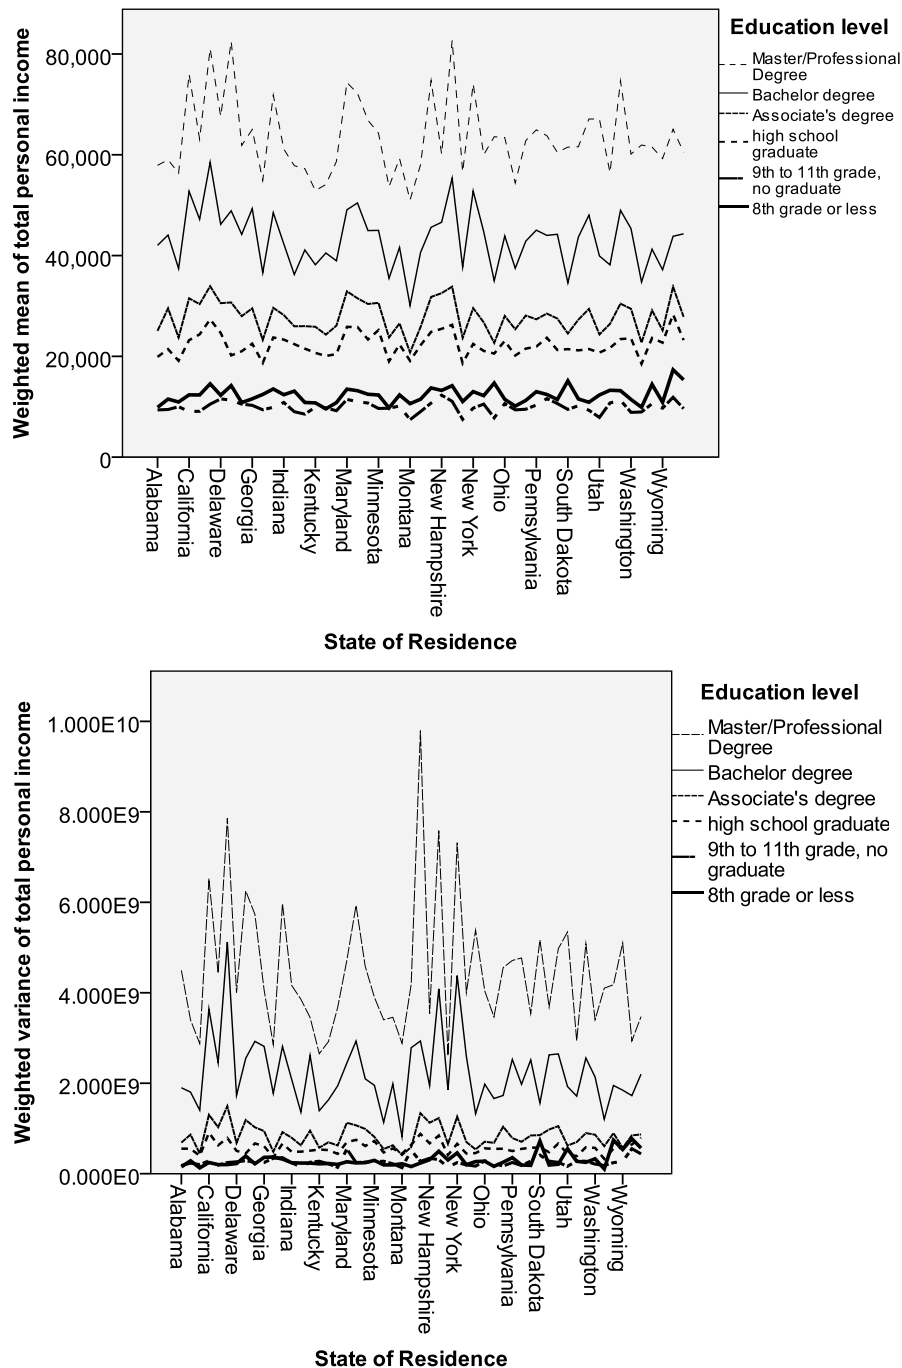 Weighted mean of total personal income
80,000
60,000
40,000
20,000
0
Alabama
California
Delaware
Georgia
Indiana
Kentucky
Maryland
Minnesota
Montana
New Hampshire
New York
Ohio
Pennsylvania
South Dakota
Utah
Washington
Wyoming
State of Residence
Education level
Master/Professional
Degree
Bachelor degree
Associate's degree
high school
graduate
9th to 11th grade,
no graduate
8th grade or less
Weighted variance of total personal income
1.000E10
8.000E9
6.000E9
4.000E9
2.000E9
0.000E0
Alabama
California
Delaware
Georgia
Indiana
Kentucky
Maryland
Minnesota
Montana
New Hampshire
New York
Ohio
Pennsylvania
South Dakota
Utah
Washington
Wyoming
State of Residence
Education level
Master/Professional
Degree
Bachelor degree
Associate's degree
high school graduate
9th to 11th grade, no
graduate
8th grade or less